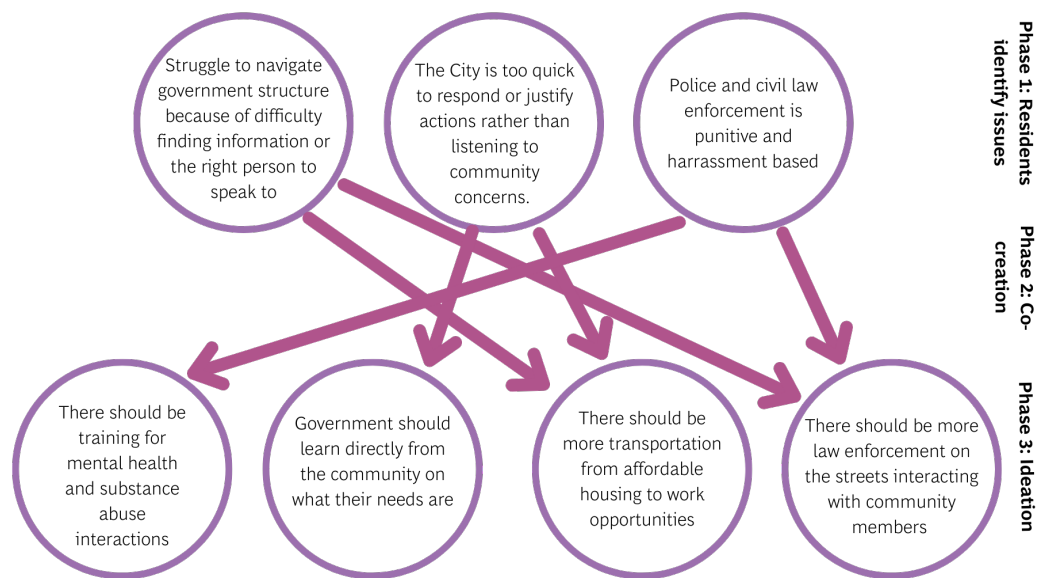 Struggle to navigate
government structure
because of difficulty
finding information or
the right person to
speak to
The City is too quick
to respond or justify
actions rather than
listening to
community
concerns.
Police and civil law
enforcement is
punitive and
harrassment based
Phase 1: Residents
identify issues
Phase 2: Co-
creation
There should be
training for
mental health
and substance
abuse
interactions
Government should
learn directly from
the community on
what their needs are
There should be
more transportation
from affordable
housing to work
opportunities
There should be more
law enforcement on
the streets interacting
with community
members
Phase 3: Ideation